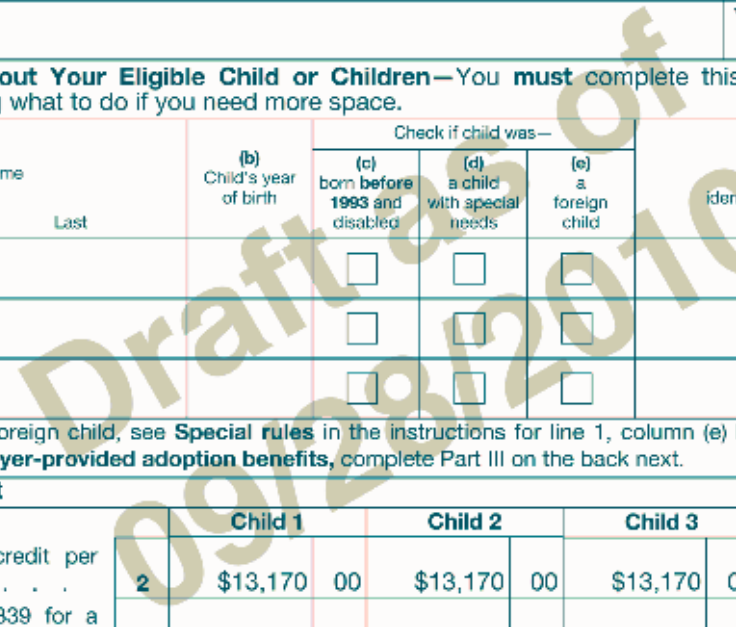 out Your Eligible Child or Children—You must complete this
what to do if you need more space.
Check if child was—
me
Last
(b)
Child's year
of birth
(c)
born before
1993 and
disabled
(d)
a child
with special
needs
(e)
a
foreign
child
iden
Draft as of
09/28/2010
oreign child, see Special rules in the instructions for line 1, column (e)
yer-provided adoption benefits, complete Part III on the back next.
t
Child 1 Child 2 Child 3
credit per
. . . 2 $13,170 00 $13,170 00 $13,170 0
839 for a